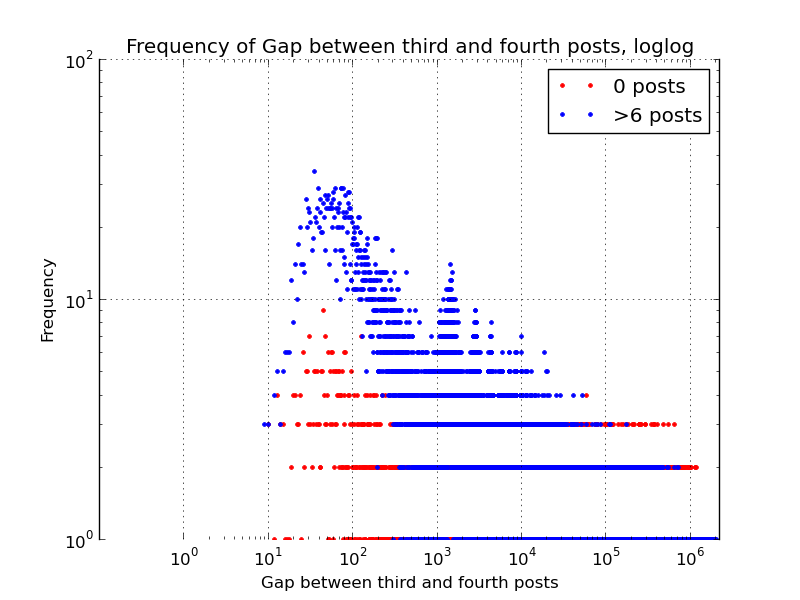 Frequency of Gap between third and fourth posts, loglog
10^2
0 posts
>6 posts
Frequency
10^1
10^0
10^0 10^1 10^2 10^3 10^4 10^5 10^6
Gap between third and fourth posts